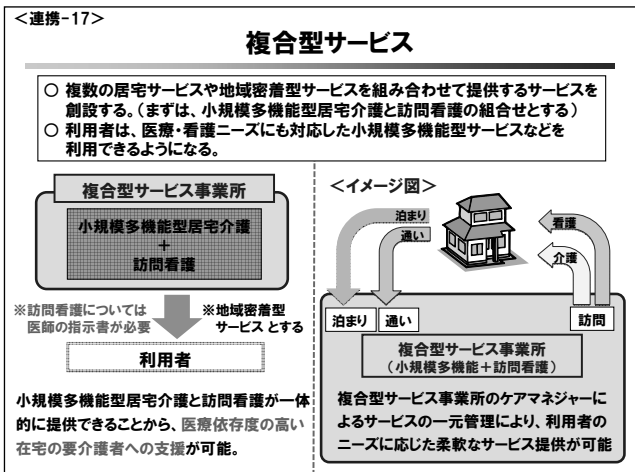 <連携-17>
複合型サービス
○ 複数の居宅サービスや地域密着型サービスを組み合わせて提供するサービスを
創設する。(まずは、小規模多機能型居宅介護と訪問看護の組合せとする)
○ 利用者は、医療・看護ニーズにも対応した小規模多機能型サービスなどを
利用できるようになる。
複合型サービス事業所
小規模多機能型居宅介護
+
訪問看護
※訪問看護については
医師の指示書が必要
※地域密着型
サービス とする
利用者
小規模多機能型居宅介護と訪問看護が一体
的に提供できることから、医療依存度の高い
在宅の要介護者への支援が可能。
<イメージ図>
泊まり
通い
看護
介護
泊まり
通い
訪問
複合型サービス事業所
(小規模多機能+訪問看護)
複合型サービス事業所のケアマネジャーに
よるサービスの一元管理により、利用者の
ニーズに応じた柔軟なサービス提供が可能